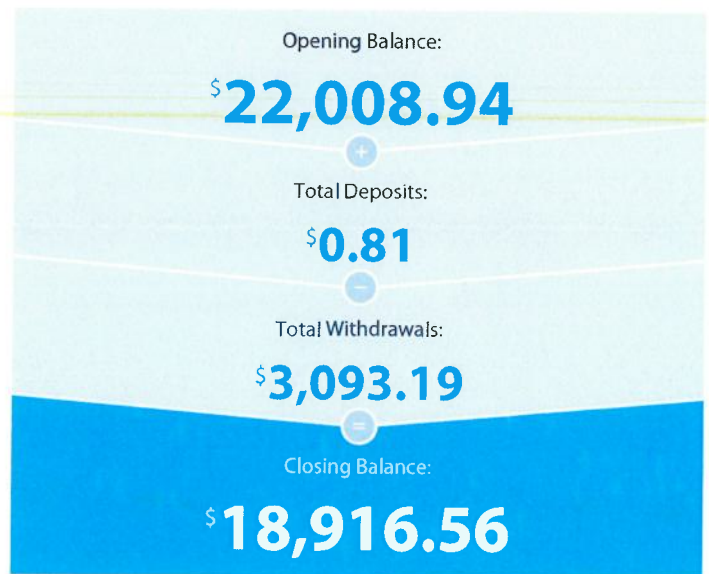 Opening Balance:
$22,008.94
+
Total Deposits:
$0.81
−
Total Withdrawals:
$3,093.19
=
Closing Balance:
$18,916.56